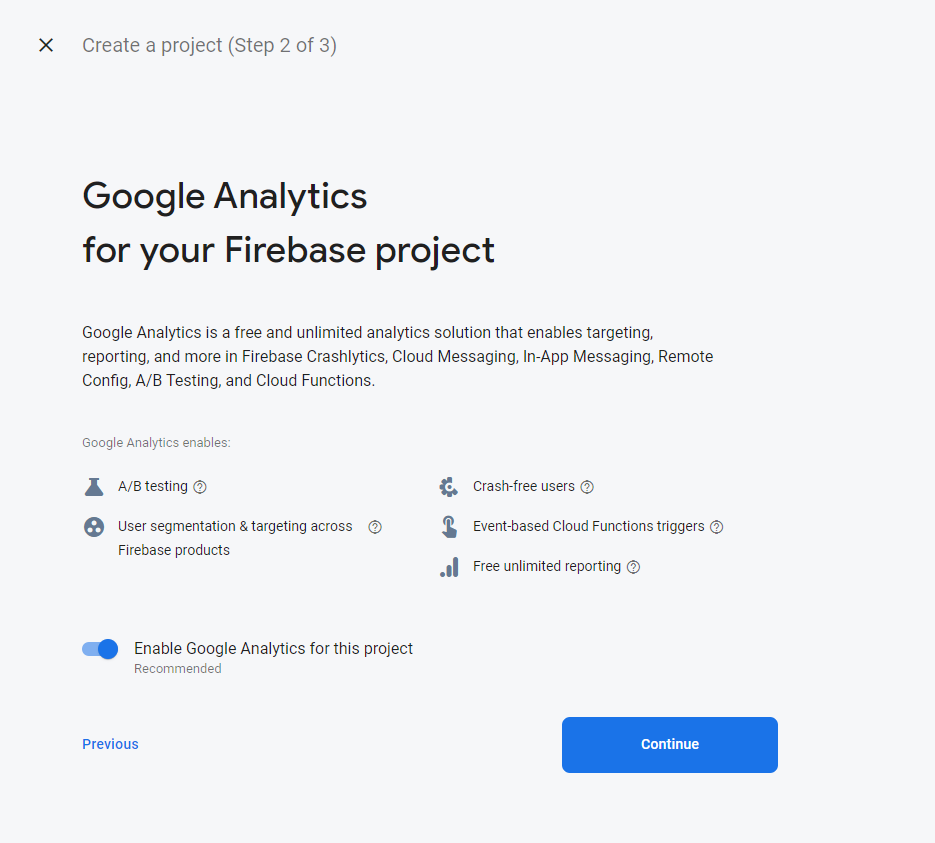 Create a project (Step 2 of 3)
Google Analytics
for your Firebase project
Google Analytics is a free and unlimited analytics solution that enables targeting,
reporting, and more in Firebase Crashlytics, Cloud Messaging, In-App Messaging, Remote
Config, A/B Testing, and Cloud Functions.
Google Analytics enables:
A/B testing
User segmentation & targeting across
Firebase products
Crash-free users
Event-based Cloud Functions triggers
Free unlimited reporting
Enable Google Analytics for this project
Recommended
Previous
Continue